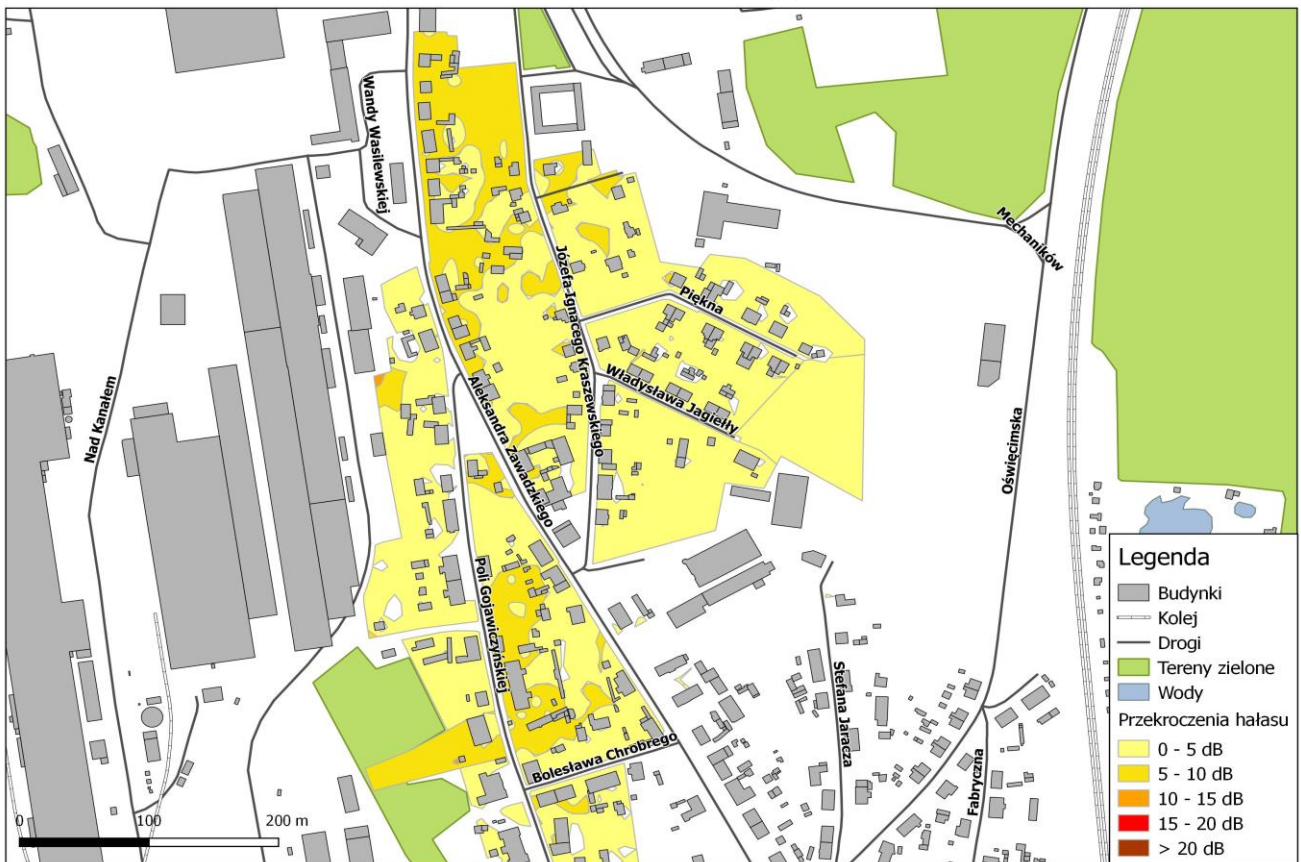 Wandy Wasilewskiej
Mechaników
Józefa-Ignacego Kraszewskiego
Piękna
Władysława Jagiełły
Nad Kanałem
Aleksandra Zawadzkiego
Oświęcimska
Poli Gojawiczyńskiej
Stefana Jaracza
Bolesława Chrobrego
Fabryczna
0 100 200 m
Legenda
Budynki
Kolej
Drogi
Tereny zielone
Wody
Przekroczenia hałasu
0 - 5 dB
5 - 10 dB
10 - 15 dB
15 - 20 dB
> 20 dB